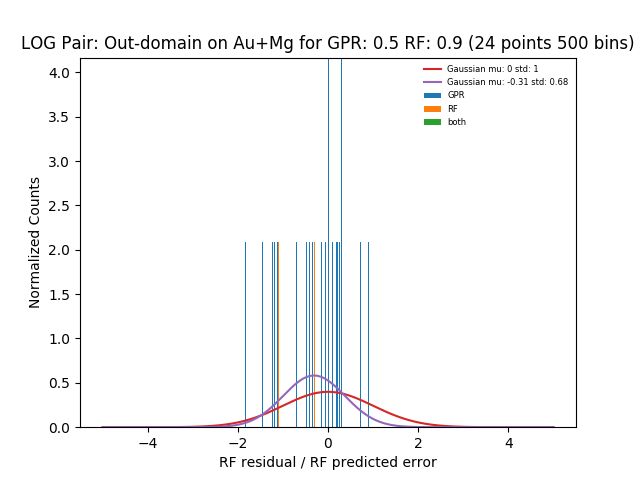 LOG Pair: Out-domain on Au+Mg for GPR: 0.5 RF: 0.9 (24 points 500 bins)
Gaussian mu: 0 std: 1
Gaussian mu: -0.31 std: 0.68
GPR
RF
both
4.0
3.5
3.0
2.5
2.0
1.5
1.0
0.5
0.0
Normalized Counts
−4 −2 0 2 4
RF residual / RF predicted error